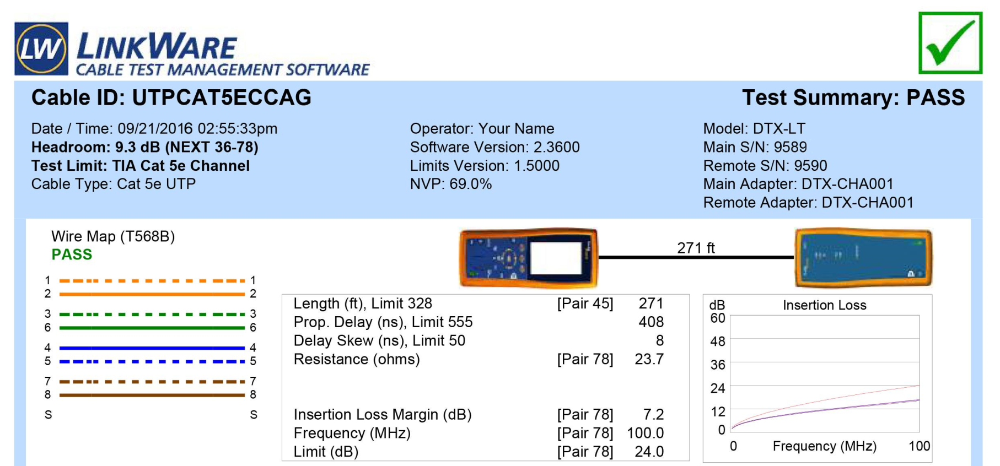 LW LINKWARE
CABLE TEST MANAGEMENT SOFTWARE
Cable ID: UTPCAT5ECCAG
Test Summary: PASS
Date / Time: 09/21/2016 02:55:33pm
Headroom: 9.3 dB (NEXT 36-78)
Test Limit: TIA Cat 5e Channel
Cable Type: Cat 5e UTP
Operator: Your Name
Software Version: 2.3600
Limits Version: 1.5000
NVP: 69.0%
Model: DTX-LT
Main S/N: 9589
Remote S/N: 9590
Main Adapter: DTX-CHA001
Remote Adapter: DTX-CHA001
Wire Map (T568B)
PASS
1 1
2 2
3 3
6 6
4 4
5 5
7 7
8 8
S S
271 ft
Length (ft), Limit 328 [Pair 45] 271
Prop. Delay (ns), Limit 555 408
Delay Skew (ns), Limit 50 8
Resistance (ohms) [Pair 78] 23.7
Insertion Loss Margin (dB) [Pair 78] 7.2
Frequency (MHz) [Pair 78] 100.0
Limit (dB) [Pair 78] 24.0
dB Insertion Loss
60
48
36
24
12
0
0 Frequency (MHz) 100